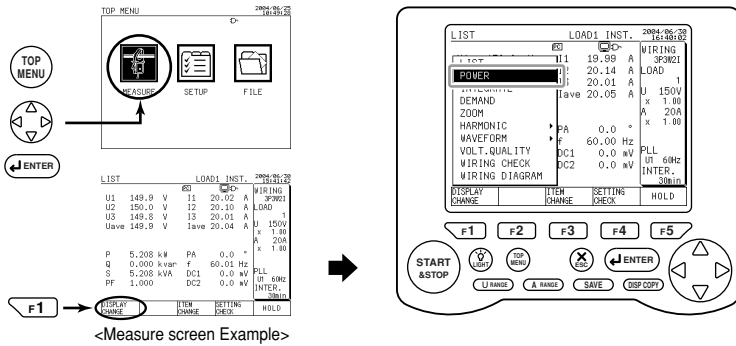 TOP MENU
2004/06/25
10:49:28
TOP
MENU
MEASURE
SETUP
FILE
ENTER
LIST
LOAD1 INST.
2004/06/30
15:41:42
U1 149.9 V I1 20.02 A
U2 150.0 V I2 20.10 A
U3 149.8 V I3 20.01 A
Uave 149.9 V Iave 20.04 A
P 5.208 kW PA 0.0 °
Q 0.000 kvar f 60.01 Hz
S 5.208 kVA DC1 0.0 mV
PF 1.000 DC2 0.0 mV
WIRING
3P3W2I
LOAD
1
U 150V
x 1.00
A 20A
x 1.00
PLL
U1 60Hz
INTER.
30min
DISPLAY
CHANGE
ITEM
CHANGE
SETTING
CHECK
HOLD
F1
<Measure screen Example>
LIST
LOAD1 INST.
2004/06/30
16:40:02
LIST
POWER
INTEGRATE
DEMAND
ZOOM
HARMONIC
WAVEFORM
VOLT.QUALITY
WIRING CHECK
WIRING DIAGRAM
I1 19.99 A
20.14 A
20.01 A
Iave 20.05 A
PA 0.0 °
f 60.00 Hz
DC1 0.0 mV
DC2 0.0 mV
WIRING
3P3W2I
LOAD
1
U 150V
x 1.00
A 20A
x 1.00
PLL
U1 60Hz
INTER.
30min
DISPLAY
CHANGE
ITEM
CHANGE
SETTING
CHECK
HOLD
F1
F2
F3
F4
F5
START
&STOP
LIGHT
TOP
MENU
ESC
ENTER
U RANGE
A RANGE
SAVE
DISP COPY